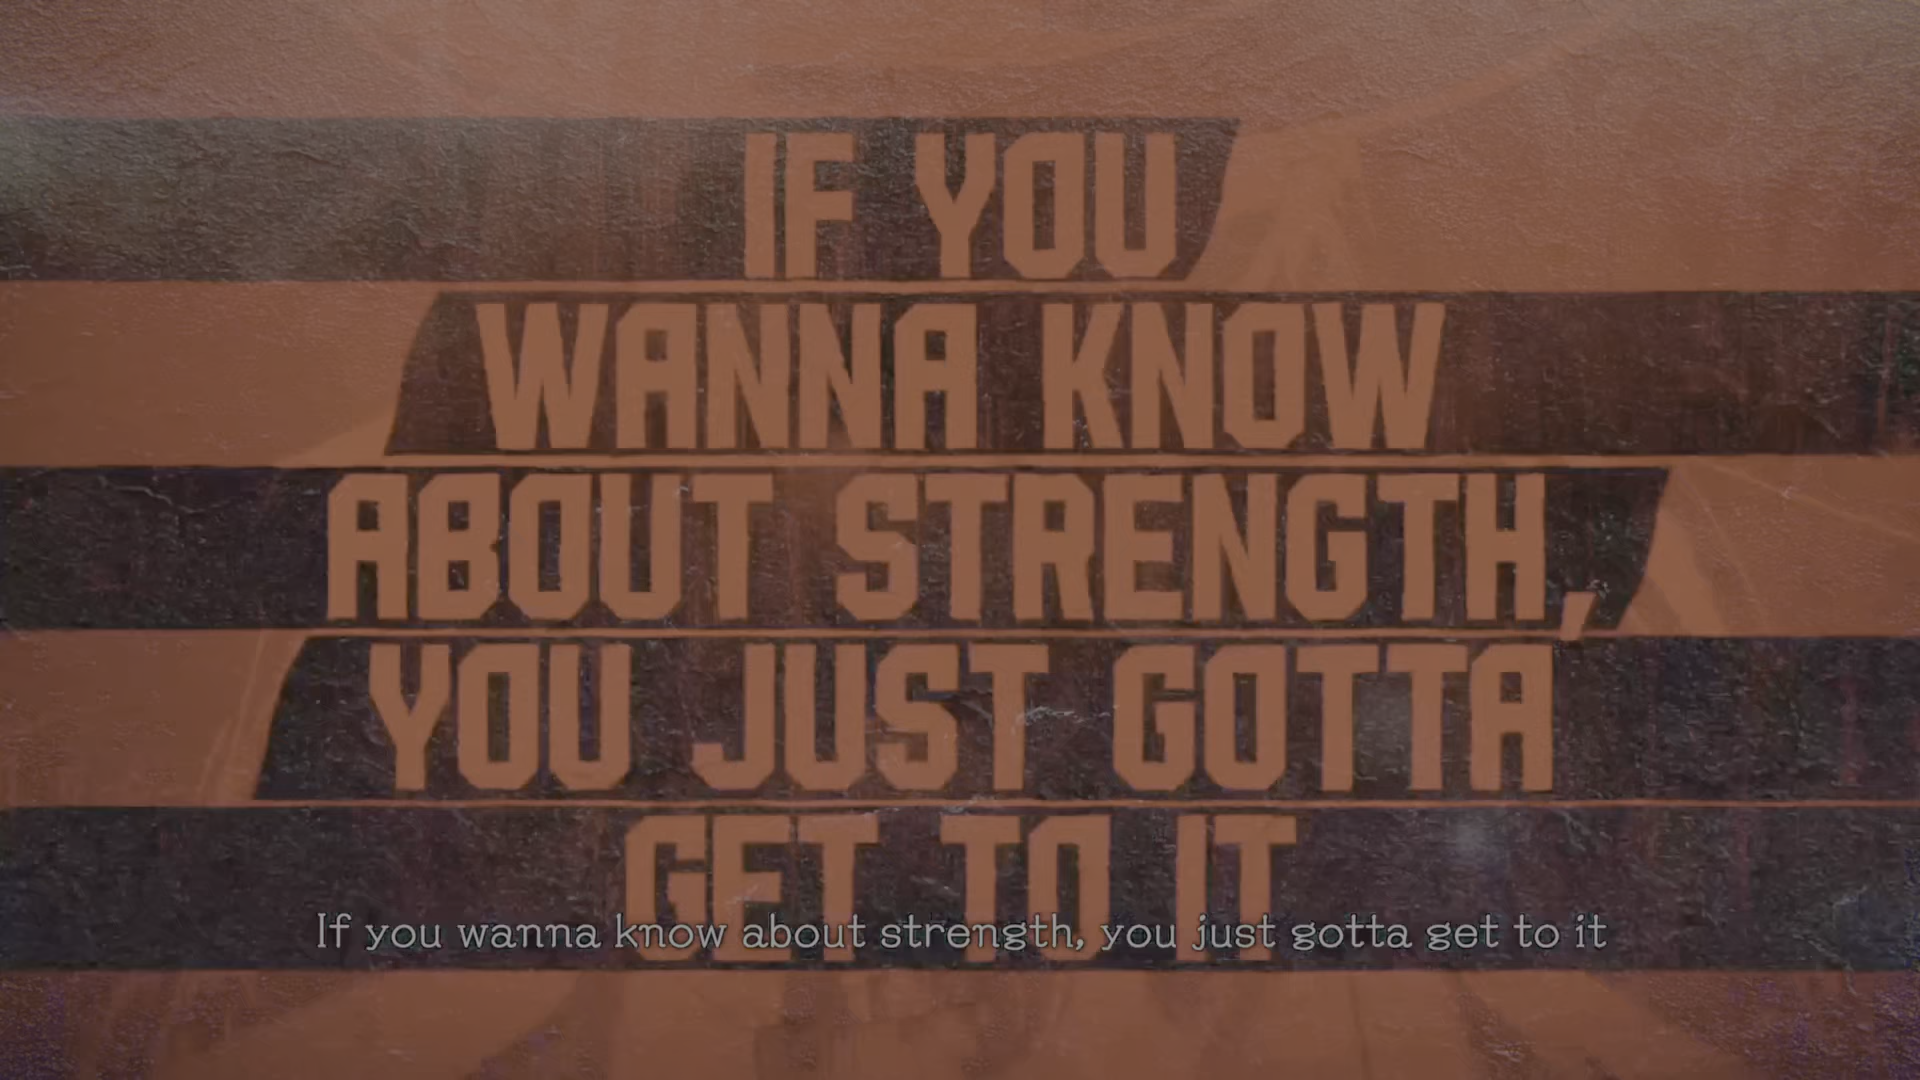 IF YOU
WANNA KNOW
ABOUT STRENGTH,
YOU JUST GOTTA
GET TO IT
If you wanna know about strength, you just gotta get to it